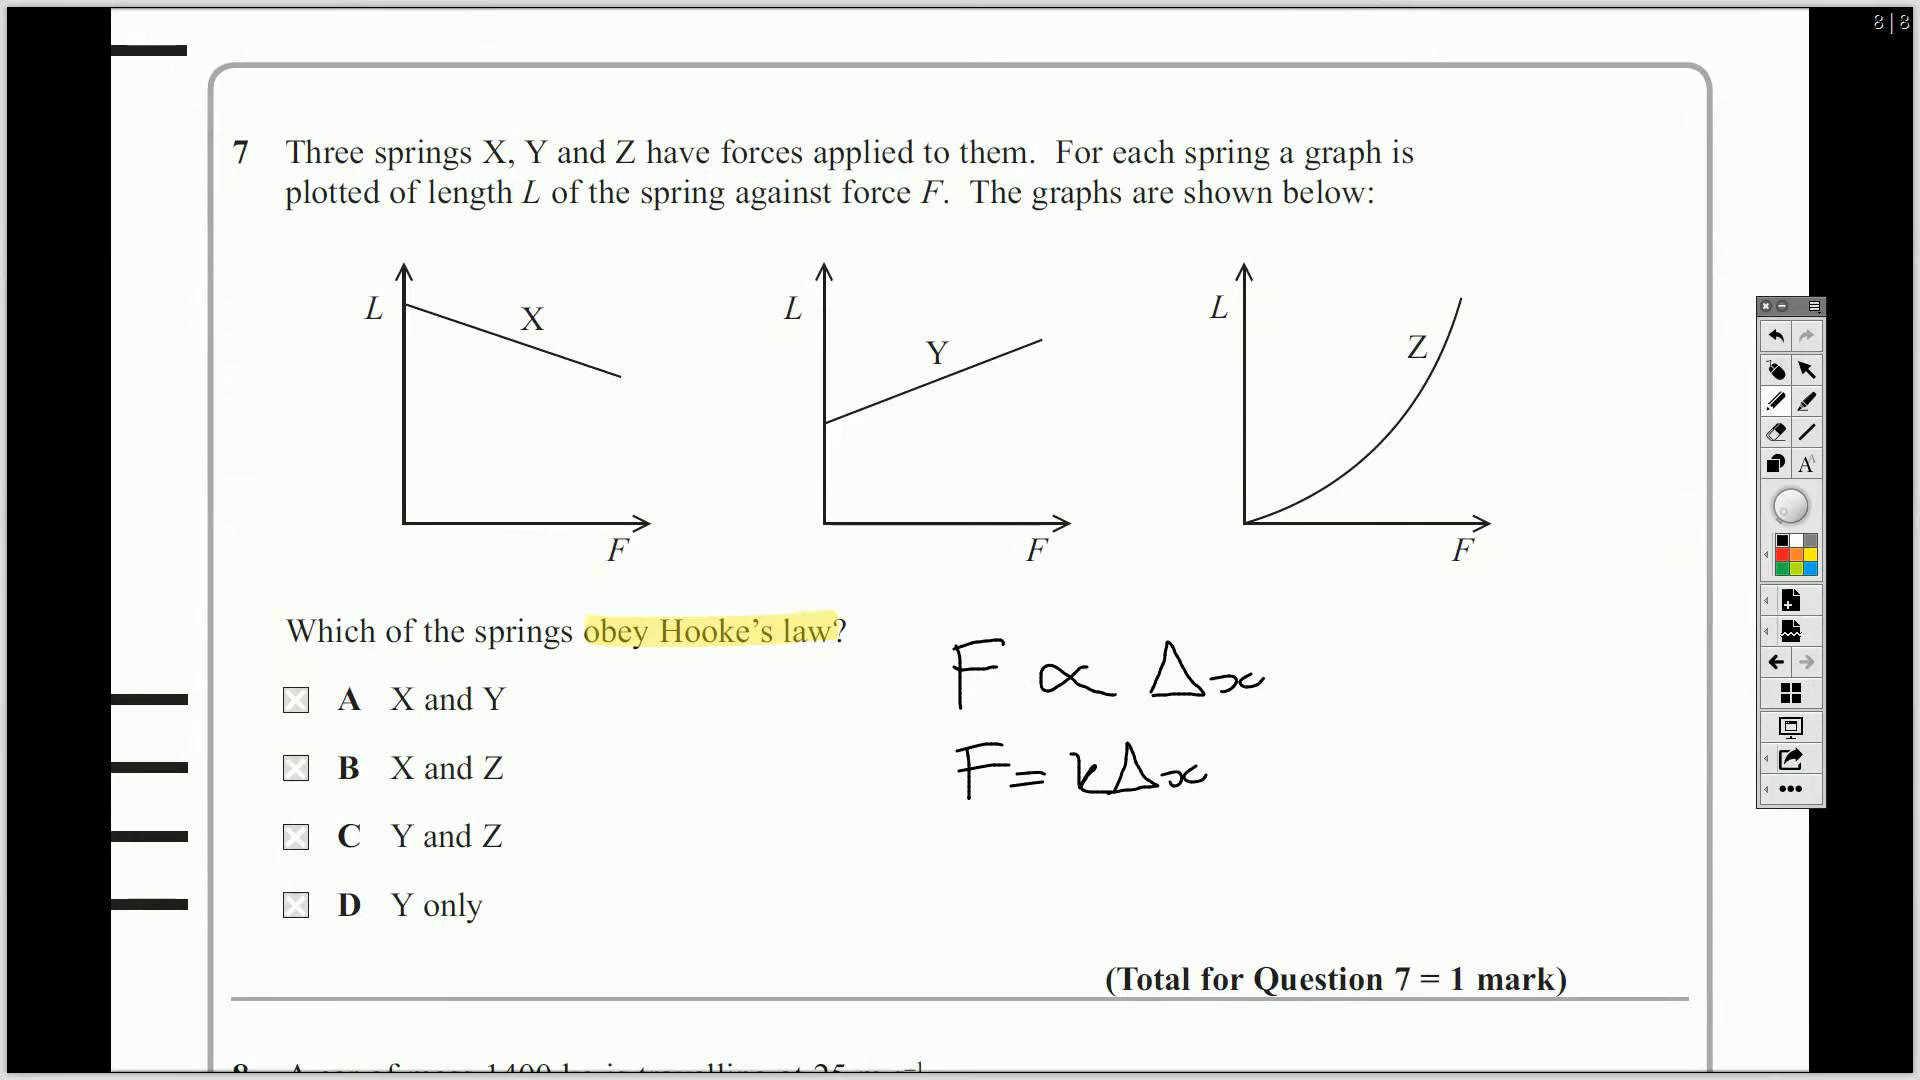 8|8
7 Three springs X, Y and Z have forces applied to them. For each spring a graph is
plotted of length L of the spring against force F. The graphs are shown below:
L X F
L Y F
L Z F
Which of the springs obey Hooke's law?
A X and Y
B X and Z
C Y and Z
D Y only
F ∝ Δx
F = kΔx
(Total for Question 7 = 1 mark)